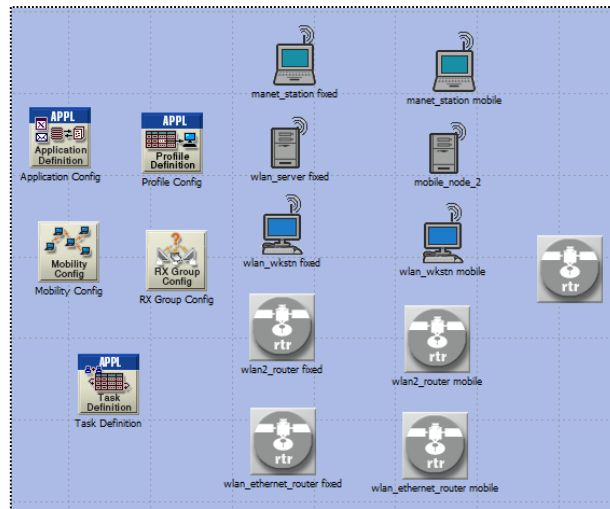 manet_station fixed
manet_station mobile
APPL
Application
Definition
Application Config
APPL
Profile
Definition
Profile Config
wlan_server fixed
mobile_node_2
Mobility
Config
Mobility Config
RX Group
Config
RX Group Config
wlan_wkstn fixed
wlan_wkstn mobile
rtr
rtr
wlan2_router fixed
rtr
wlan2_router mobile
APPL
Task
Definition
Task Definition
rtr
wlan_ethernet_router fixed
rtr
wlan_ethernet_router mobile